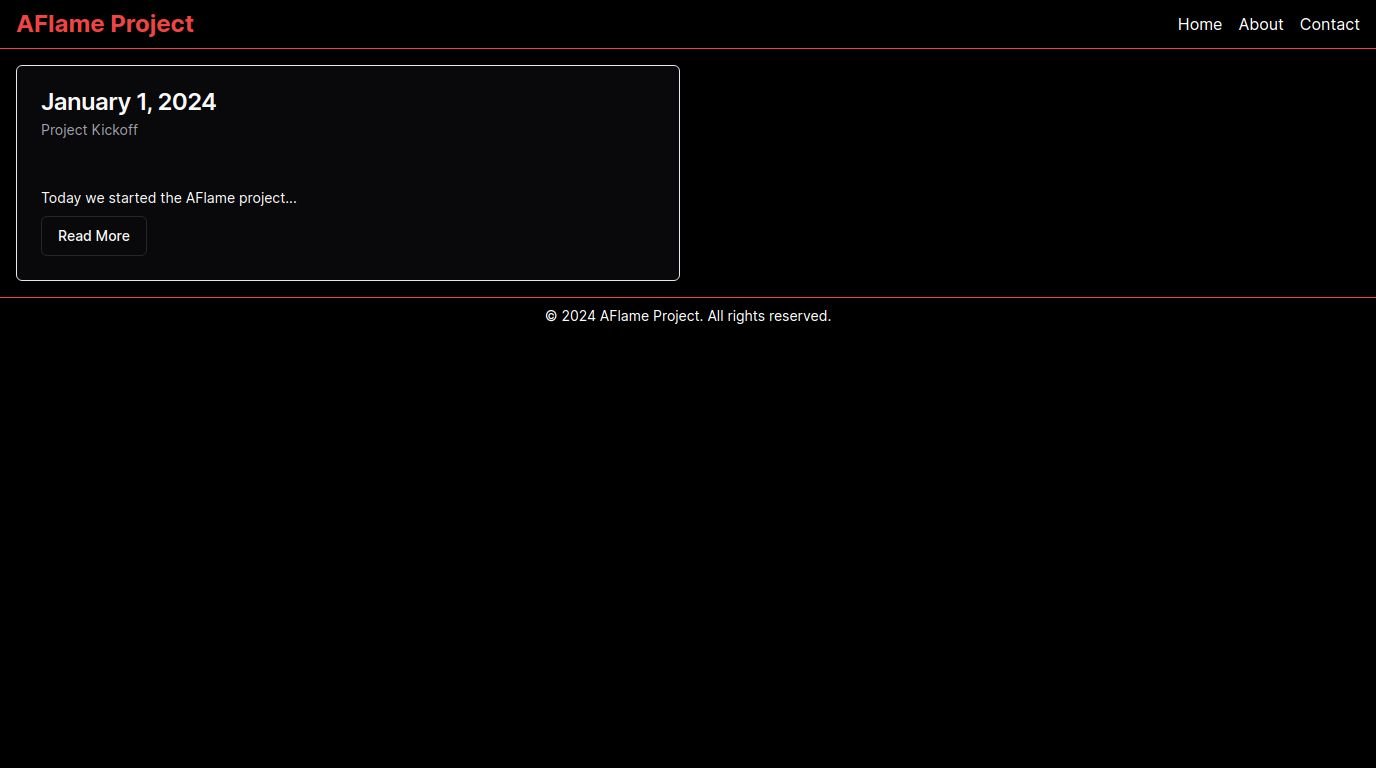 AFlame Project
Home About Contact
January 1, 2024
Project Kickoff
Today we started the AFlame project...
Read More
© 2024 AFlame Project. All rights reserved.